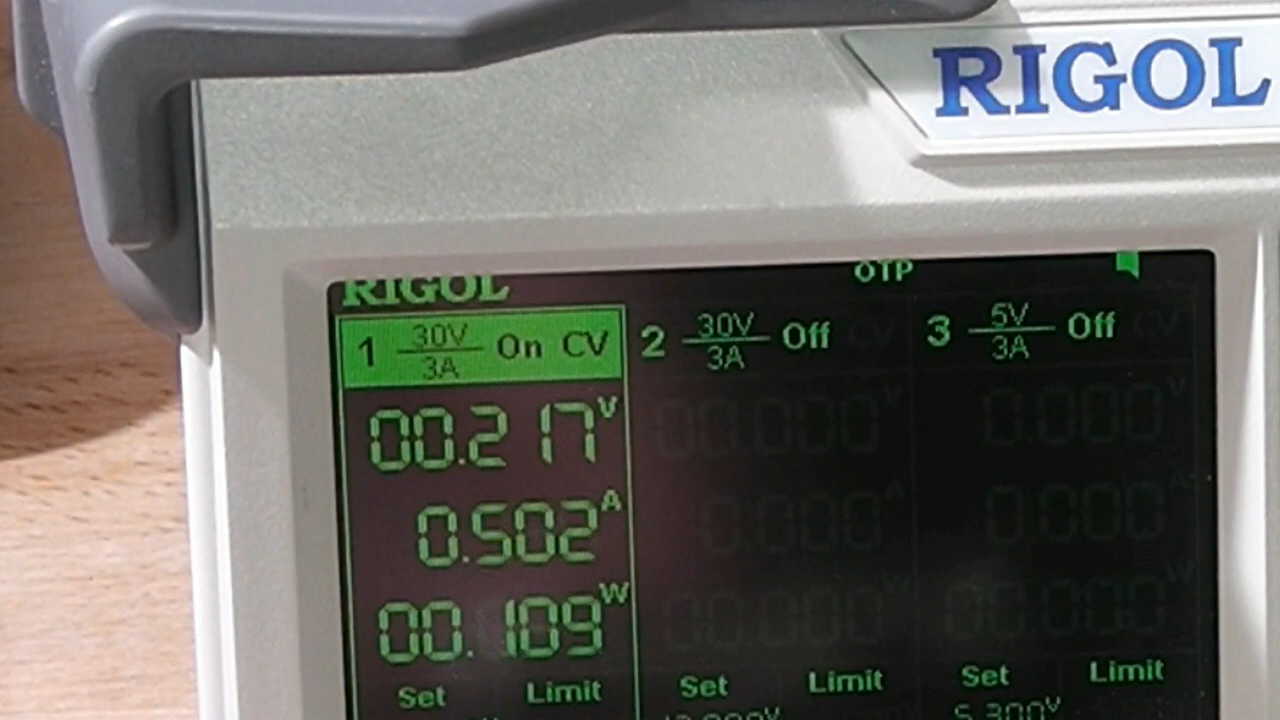 RIGOL
RIGOL
OTP
1 30V/3A On CV
2 30V/3A Off CV
3 5V/3A Off CV
00.217V
00.000V
0.000V
0.502A
0.000A
0.000A
00.109W
00.000W
00.000W
Set Limit
Set Limit
Set Limit
5.300V